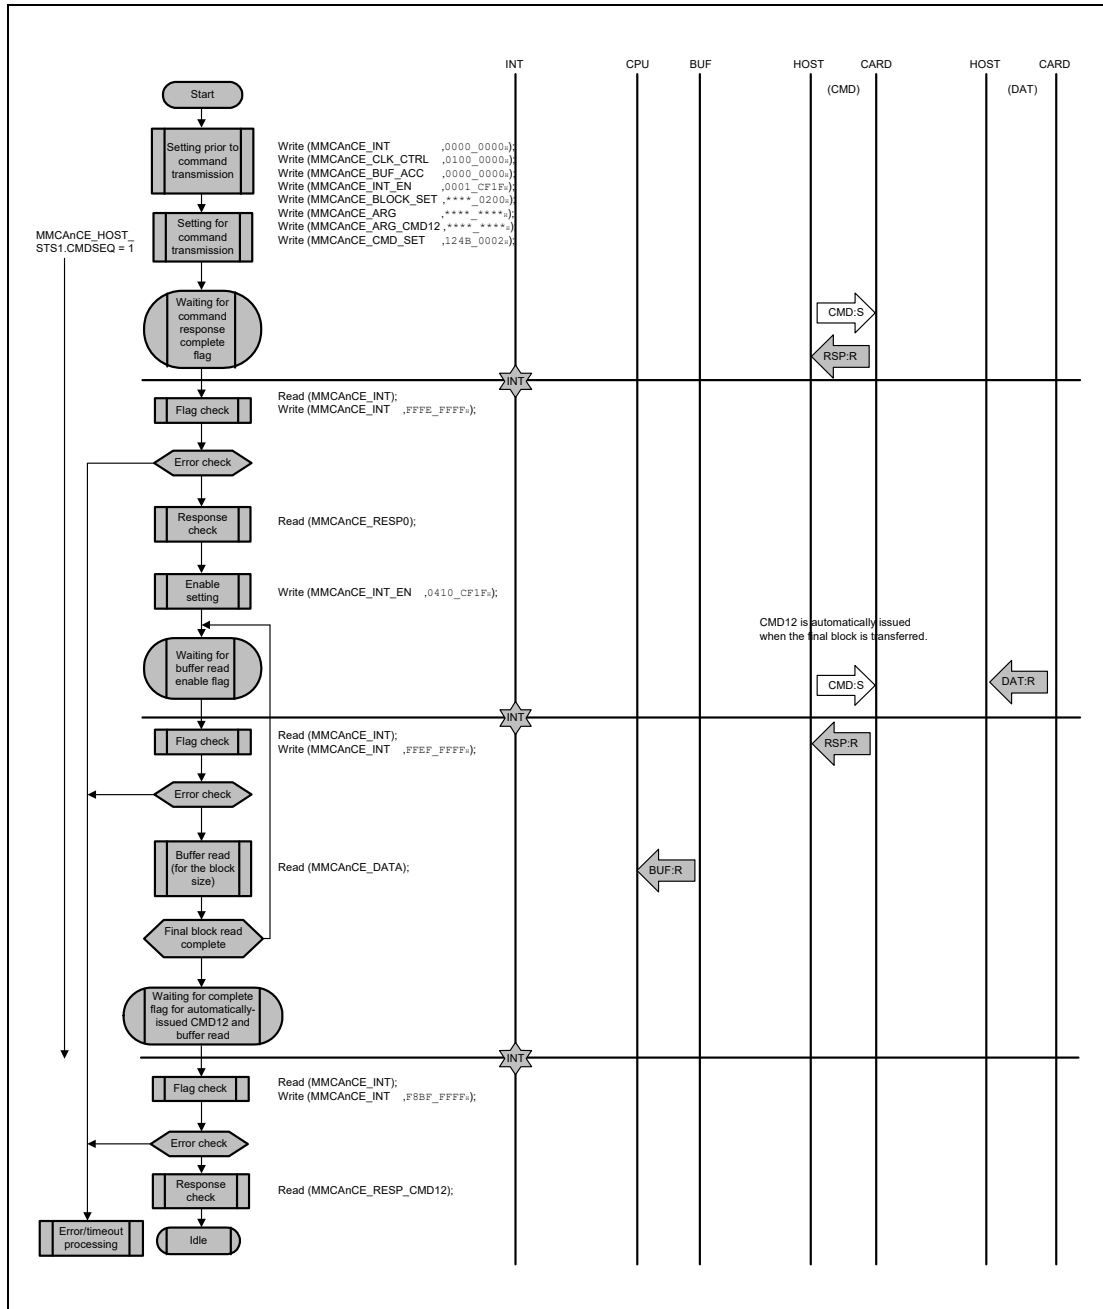 INT CPU BUF HOST CARD HOST CARD
(CMD) (DAT)
Start
Setting prior to
command
transmission
Write (MMCAnCE_INT ,0000_0000H);
Write (MMCAnCE_CLK_CTRL ,0100_0000H);
Write (MMCAnCE_BUF_ACC ,0000_0000H);
Write (MMCAnCE_INT_EN ,0001_CF1FH);
Write (MMCAnCE_BLOCK_SET ,****_0200H);
Write (MMCAnCE_ARG ,****_****H);
Write (MMCAnCE_ARG_CMD12 ,****_****H)
Write (MMCAnCE_CMD_SET ,124B_0002H);
MMCAnCE_HOST_
STS1.CMDSEQ = 1
Setting for
command
transmission
Waiting for
command
response
complete
flag
CMD:S
RSP:R
INT
Flag check
Read (MMCAnCE_INT);
Write (MMCAnCE_INT ,FFFE_FFFFH);
Error check
Response
check
Read (MMCAnCE_RESP0);
Enable
setting
Write (MMCAnCE_INT_EN ,0410_CF1FH);
CMD12 is automatically issued
when the final block is transferred.
Waiting for
buffer read
enable flag
CMD:S
DAT:R
INT
Flag check
Read (MMCAnCE_INT);
Write (MMCAnCE_INT ,FFEF_FFFFH);
RSP:R
Error check
Buffer read
(for the block
size)
Read (MMCAnCE_DATA);
BUF:R
Final block read
complete
Waiting for complete
flag for automatically-
issued CMD12 and
buffer read
INT
Flag check
Read (MMCAnCE_INT);
Write (MMCAnCE_INT ,F8BF_FFFFH);
Error check
Response
check
Read (MMCAnCE_RESP_CMD12);
Error/timeout
processing
Idle